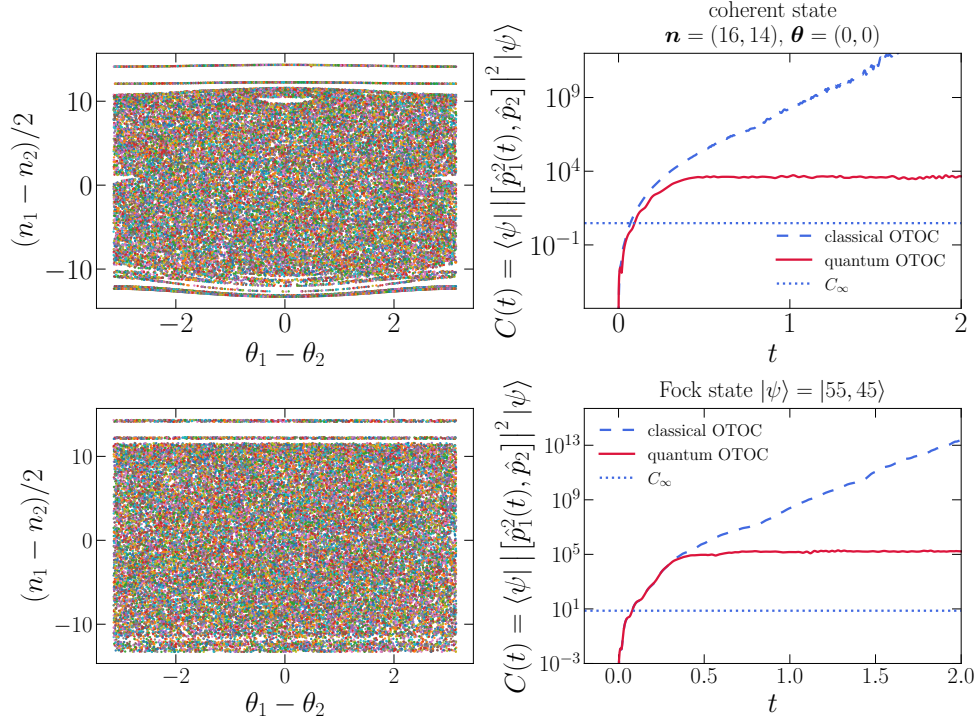 coherent state
n = (16, 14), θ = (0, 0)
(n₁ − n₂)/2
10
0
−10
−2
0
2
θ₁ − θ₂
C(t) = ⟨ψ| |[p̂₁²(t), p̂₂]|² |ψ⟩
10⁹
10⁴
10⁻¹
classical OTOC
quantum OTOC
C∞
0
1
2
t
Fock state |ψ⟩ = |55, 45⟩
(n₁ − n₂)/2
10
0
−10
−2
0
2
θ₁ − θ₂
C(t) = ⟨ψ| |[p̂₁²(t), p̂₂]|² |ψ⟩
10¹³
10⁹
10⁵
10¹
10⁻³
classical OTOC
quantum OTOC
C∞
0.0
0.5
1.0
1.5
2.0
t